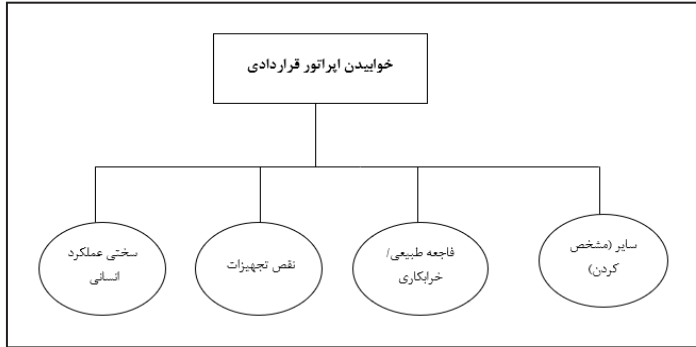 خوابیدن اپراتور قراردادی
سایر (مشخص
کردن)
فاجعه طبیعی/
خرابکاری
نقص تجهیزات
سختی عملکرد
انسانی